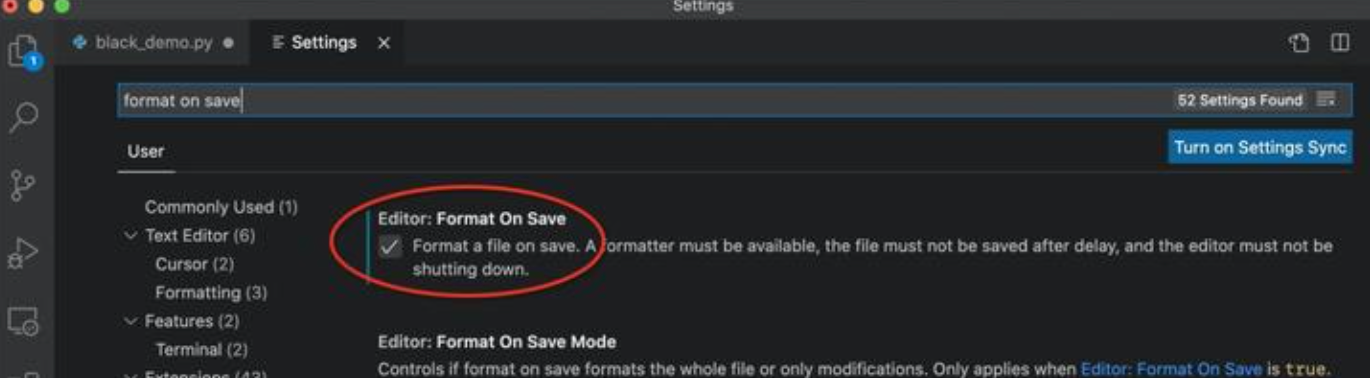 Settings
black_demo.py
Settings
1
format on save
52 Settings Found
User
Turn on Settings Sync
Commonly Used (1)
Text Editor (6)
Cursor (2)
Formatting (3)
Features (2)
Terminal (2)
Extensions (43)
Editor: Format On Save
Format a file on save. A formatter must be available, the file must not be saved after delay, and the editor must not be
shutting down.
Editor: Format On Save Mode
Controls if format on save formats the whole file or only modifications. Only applies when Editor: Format On Save is true.